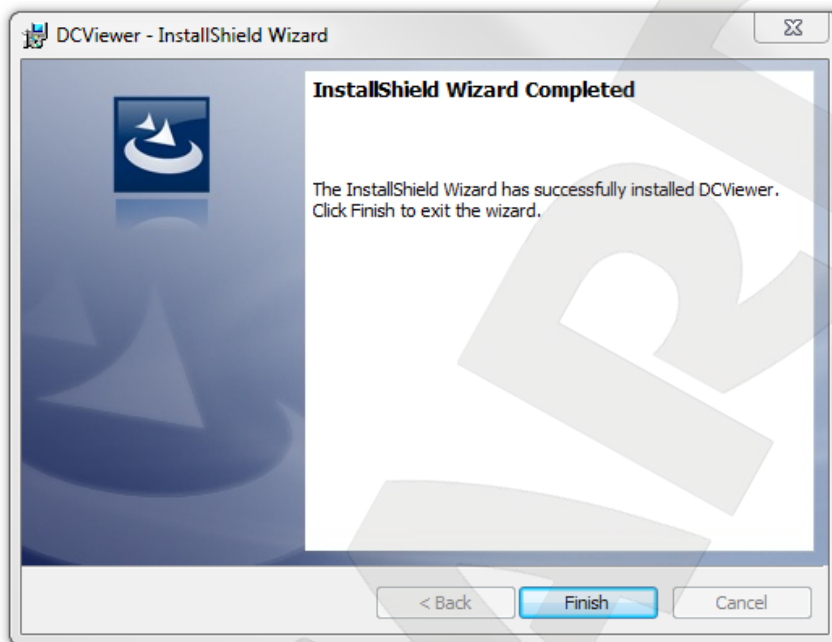 DCViewer - InstallShield Wizard
InstallShield Wizard Completed
The InstallShield Wizard has successfully installed DCViewer.
Click Finish to exit the wizard.
< Back
Finish
Cancel